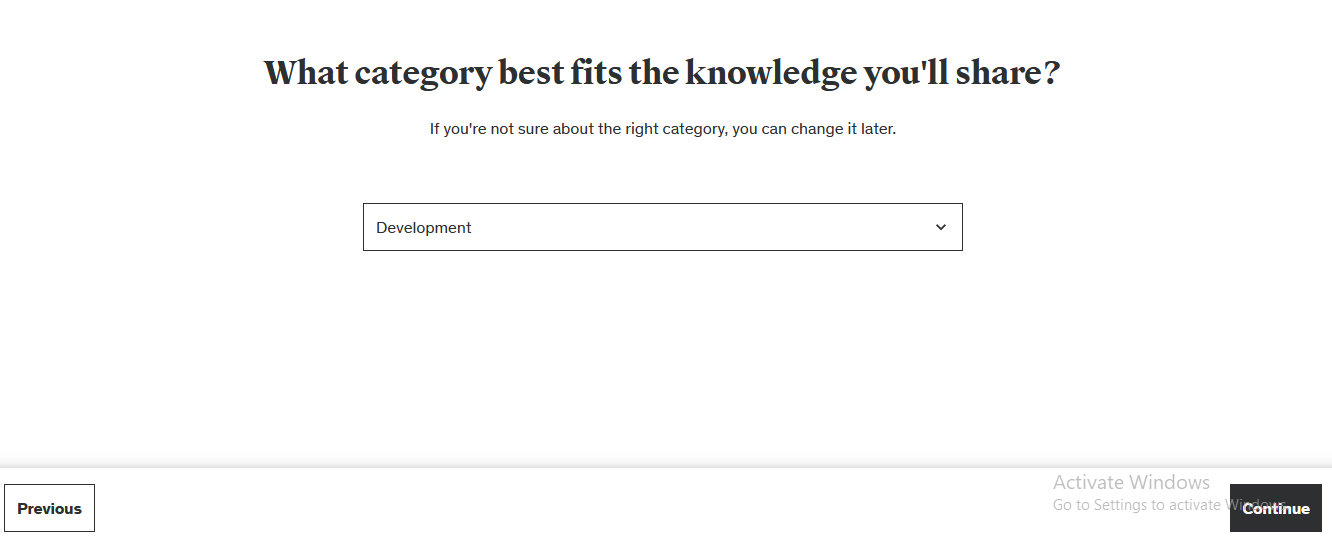 What category best fits the knowledge you'll share?
If you're not sure about the right category, you can change it later.
Development
Activate Windows
Go to Settings to activate Windows.
Previous
Continue